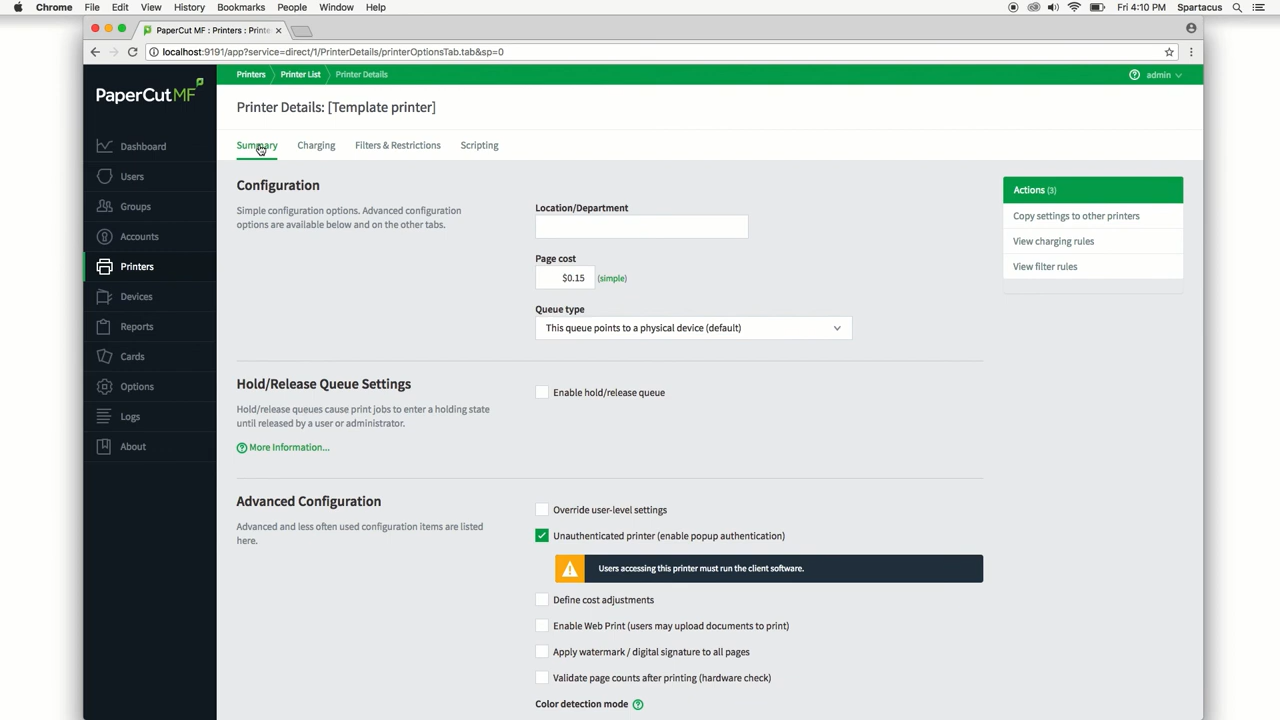 Chrome File Edit View History Bookmarks People Window Help Fri 4:10 PM Spartacus
PaperCut MF : Printers : Printe
localhost:9191/app?service=direct/1/PrinterDetails/printerOptionsTab.tab&sp=0
PaperCut MF
Dashboard
Users
Groups
Accounts
Printers
Devices
Reports
Cards
Options
Logs
About
Printers Printer List Printer Details
admin
Printer Details: [Template printer]
Summary Charging Filters & Restrictions Scripting
Configuration
Simple configuration options. Advanced configuration
options are available below and on the other tabs.
Location/Department
Page cost
$0.15 (simple)
Queue type
This queue points to a physical device (default)
Actions (3)
Copy settings to other printers
View charging rules
View filter rules
Hold/Release Queue Settings
Hold/release queues cause print jobs to enter a holding state
until released by a user or administrator.
More Information...
Enable hold/release queue
Advanced Configuration
Advanced and less often used configuration items are listed
here.
Override user-level settings
Unauthenticated printer (enable popup authentication)
Users accessing this printer must run the client software.
Define cost adjustments
Enable Web Print (users may upload documents to print)
Apply watermark / digital signature to all pages
Validate page counts after printing (hardware check)
Color detection mode